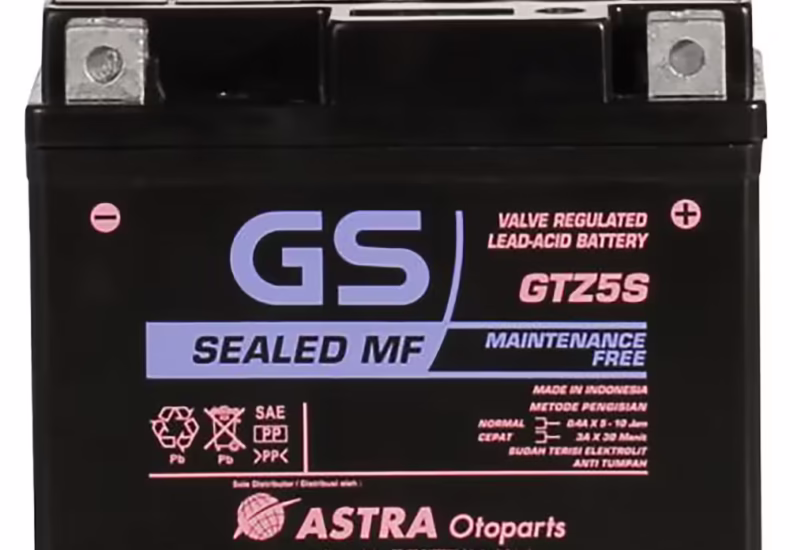 GS
VALVE REGULATED
LEAD-ACID BATTERY
GTZ5S
SEALED MF
MAINTENANCE
FREE
MADE IN INDONESIA
METODE PENGISIAN
NORMAL 0.4A X 5 - 10 Jam
CEPAT 3A X 30 Menit
SUDAH TERISI ELEKTROLIT
ANTI TUMPAH
Pb
Pb
SAE
PP
>PP<
Sole Distributor / Distribusi oleh :
ASTRA Otoparts